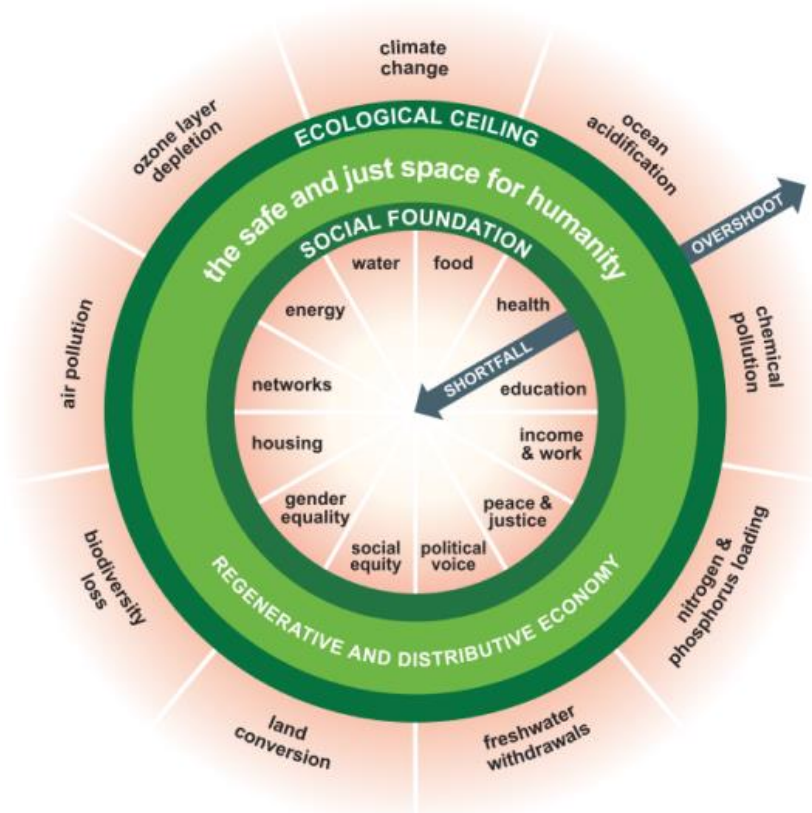 climate
change
ocean
acidification
OVERSHOOT
chemical
pollution
nitrogen &
phosphorus loading
freshwater
withdrawals
land
conversion
biodiversity
loss
air pollution
ozone layer
depletion
ECOLOGICAL CEILING
the safe and just space for humanity
SOCIAL FOUNDATION
water
food
health
SHORTFALL
education
income
& work
peace &
justice
political
voice
social
equity
gender
equality
housing
networks
energy
REGENERATIVE AND DISTRIBUTIVE ECONOMY